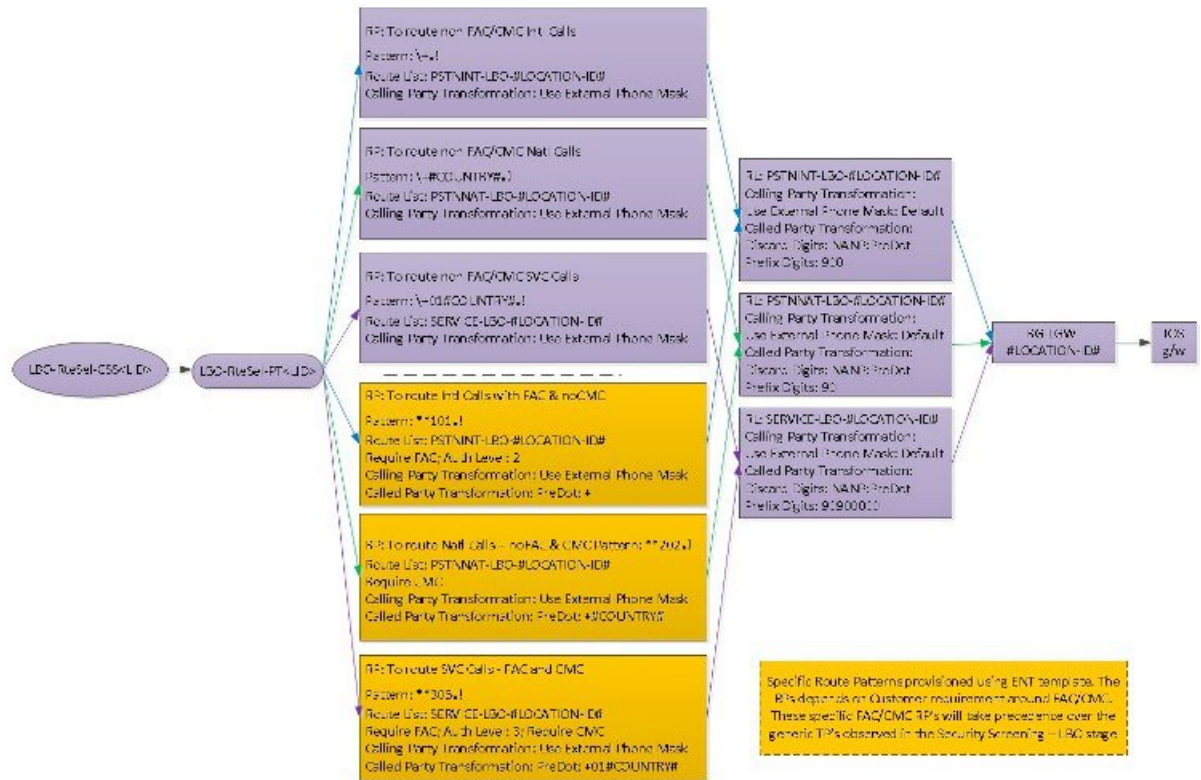 RP: To route non FAC/CMC Intl Calls
Pattern: \+.!
Route List: PSTNINT-LBO-#LOCATION-ID#
Calling Party Transformation: Use External Phone Mask
RP: To route non FAC/CMC Natl Calls
Pattern: \+#COUNTRY#.!
Route List: PSTNNAT-LBO-#LOCATION-ID#
Calling Party Transformation: Use External Phone Mask
RP: To route non FAC/CMC SVC Calls
Pattern: \+01#COUNTRY#.!
Route List: SERVICE-LBO-#LOCATION-ID#
Calling Party Transformation: Use External Phone Mask
LBO-RteSel-CSS<LID>
LBO-RteSel-PT<LID>
RP: To route Intl Calls with FAC & noCMC
Pattern: **101.!
Route List: PSTNINT-LBO-#LOCATION-ID#
Require FAC; Auth Level: 2
Calling Party Transformation: Use External Phone Mask
Called Party Transformation: PreDot: +
RP: To route Natl Calls – noFAC & CMC Pattern: **202.!
Route List: PSTNNAT-LBO-#LOCATION-ID#
Require CMC
Calling Party Transformation: Use External Phone Mask
Called Party Transformation: PreDot: +#COUNTRY#
RP: To route SVC Calls - FAC and CMC
Pattern: **303.!
Route List: SERVICE-LBO-#LOCATION-ID#
Require FAC; Auth Level: 3; Require CMC
Calling Party Transformation: Use External Phone Mask
Called Party Transformation: PreDot: +01#COUNTRY#
RL: PSTNINT-LBO-#LOCATION-ID#
Calling Party Transformation:
Use External Phone Mask: Default
Called Party Transformation:
Discard Digits: NANP:PreDot
Prefix Digits: 900
RL: PSTNNAT-LBO-#LOCATION-ID#
Calling Party Transformation:
Use External Phone Mask: Default
Called Party Transformation:
Discard Digits: NANP:PreDot
Prefix Digits: 90
RL: SERVICE-LBO-#LOCATION-ID#
Calling Party Transformation:
Use External Phone Mask: Default
Called Party Transformation:
Discard Digits: NANP:PreDot
Prefix Digits:
RG-LGW
#LOCATION-ID#
IOS
g/w
Specific Route Patterns provisioned using ENT template. The
RPs depends on Customer requirement around FAC/CMC.
These specific FAC/CMC RP's will take precedence over the
generic TP's observed in the Security Screening – LBO stage